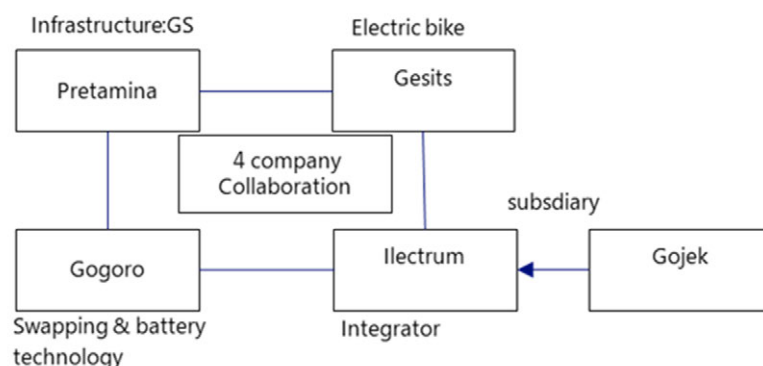 Infrastructure:GS
Electric bike
Pretamina
Gesits
4 company
Collaboration
subsdiary
Gogoro
Ilectrum
Gojek
Swapping & battery
technology
Integrator